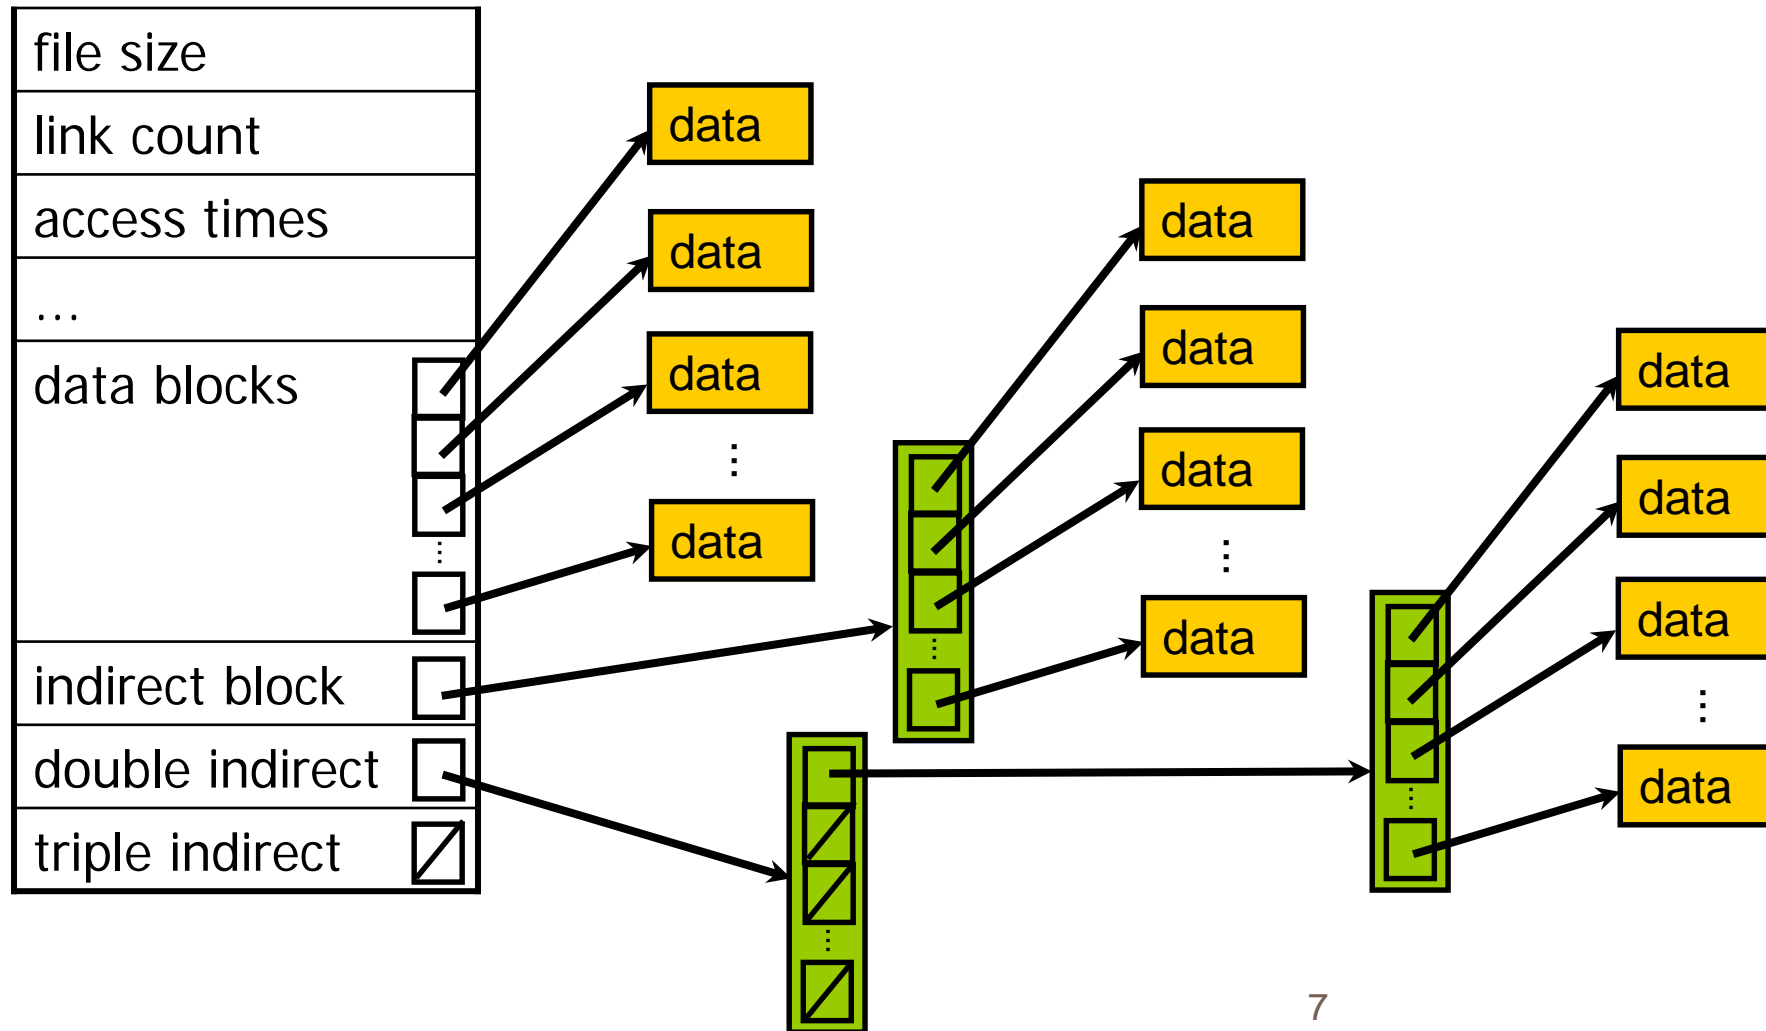 file size
link count
access times
...
data blocks
indirect block
double indirect
triple indirect
data
data
data
⋮
data
data
data
data
⋮
data
data
data
data
⋮
data
7